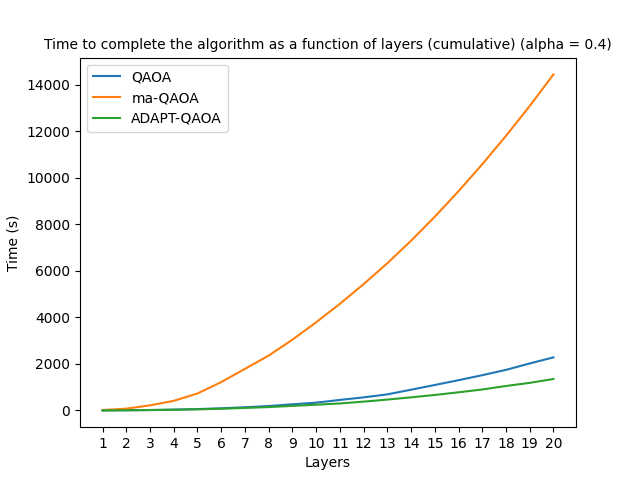 Time to complete the algorithm as a function of layers (cumulative) (alpha = 0.4)
QAOA
ma-QAOA
ADAPT-QAOA
Time (s)
14000
12000
10000
8000
6000
4000
2000
0
1 2 3 4 5 6 7 8 9 10 11 12 13 14 15 16 17 18 19 20
Layers